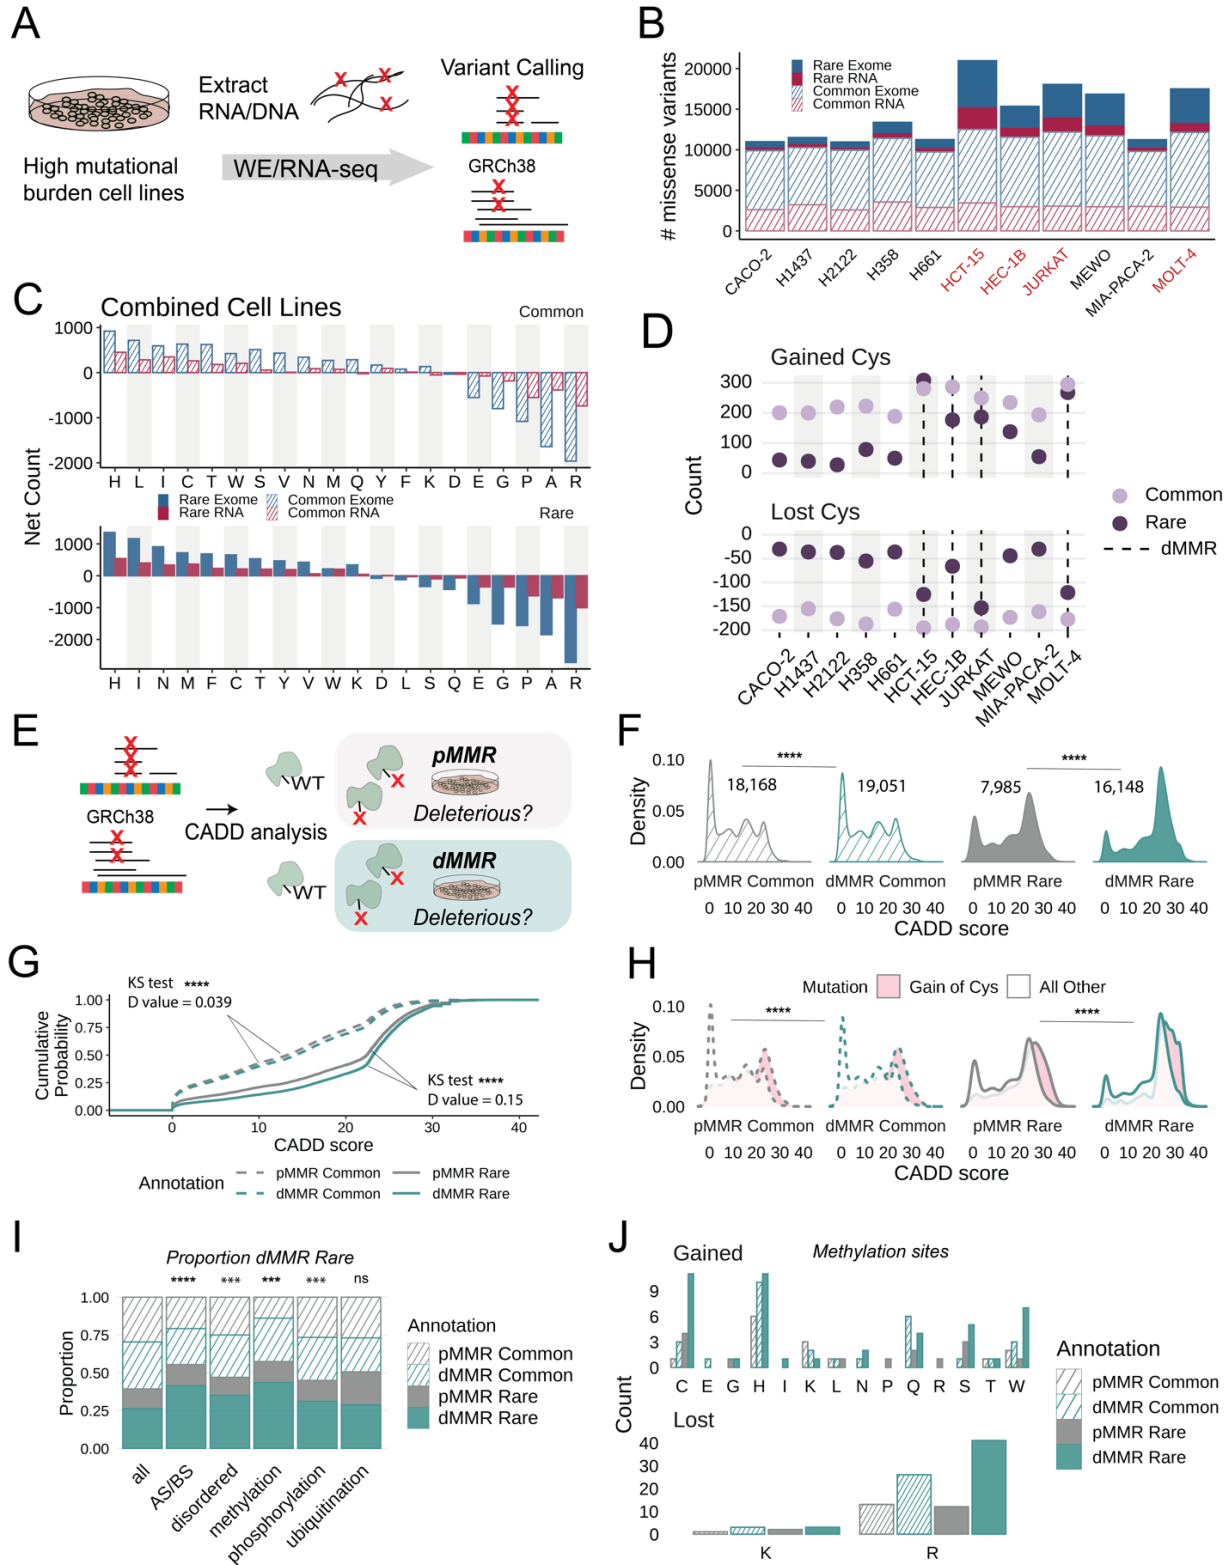 A
Extract
RNA/DNA
Variant Calling
High mutational
burden cell lines
WE/RNA-seq
GRCh38
B
# missense variants
20000
15000
10000
5000
0
Rare Exome
Rare RNA
Common Exome
Common RNA
CACO-2
H1437
H2122
H358
H661
HCT-15
HEC-1B
JURKAT
MEWO
MIA-PACA-2
MOLT-4
C
Combined Cell Lines
Common
Net Count
1000
0
-1000
-2000
H L I C T W S V N M Q Y F K D E G P A R
Rare Exome
Rare RNA
Common Exome
Common RNA
Rare
1000
0
-1000
-2000
H I N M F C T Y V W K D L S Q E G P A R
D
Gained Cys
Count
300
200
100
0
Lost Cys
0
-50
-100
-150
-200
CACO-2
H1437
H2122
H358
H661
HCT-15
HEC-1B
JURKAT
MEWO
MIA-PACA-2
MOLT-4
Common
Rare
dMMR
E
GRCh38
CADD analysis
WT
X
X
pMMR
Deleterious?
WT
X
X
dMMR
Deleterious?
F
Density
0.10
0.05
0.00
****
****
18,168
19,051
7,985
16,148
pMMR Common
dMMR Common
pMMR Rare
dMMR Rare
0 10 20 30 40
0 10 20 30 40
0 10 20 30 40
0 10 20 30 40
CADD score
G
KS test ****
D value = 0.039
Cumulative
Probability
1.00
0.75
0.50
0.25
0.00
KS test ****
D value = 0.15
0 10 20 30 40
CADD score
Annotation
pMMR Common
dMMR Common
pMMR Rare
dMMR Rare
H
Mutation
Gain of Cys
All Other
Density
0.10
0.05
0.00
****
****
pMMR Common
dMMR Common
pMMR Rare
dMMR Rare
0 10 20 30 40
0 10 20 30 40
0 10 20 30 40
0 10 20 30 40
CADD score
I
Proportion dMMR Rare
**** *** *** *** ns
Proportion
1.00
0.75
0.50
0.25
0.00
all
AS/BS
disordered
methylation
phosphorylation
ubiquitination
Annotation
pMMR Common
dMMR Common
pMMR Rare
dMMR Rare
J
Gained
Methylation sites
Count
9
6
3
0
C E G H I K L N P Q R S T W
Lost
40
30
20
10
0
K R
Annotation
pMMR Common
dMMR Common
pMMR Rare
dMMR Rare